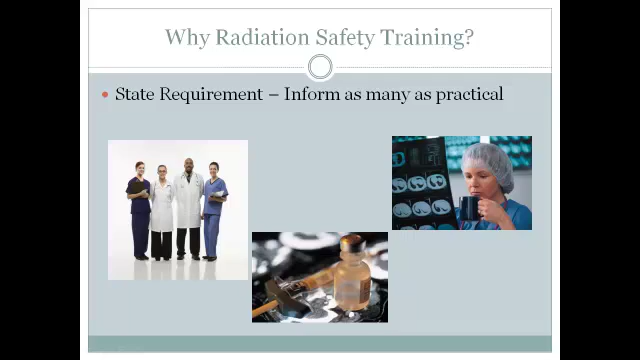 Why Radiation Safety Training?
State Requirement – Inform as many as practical